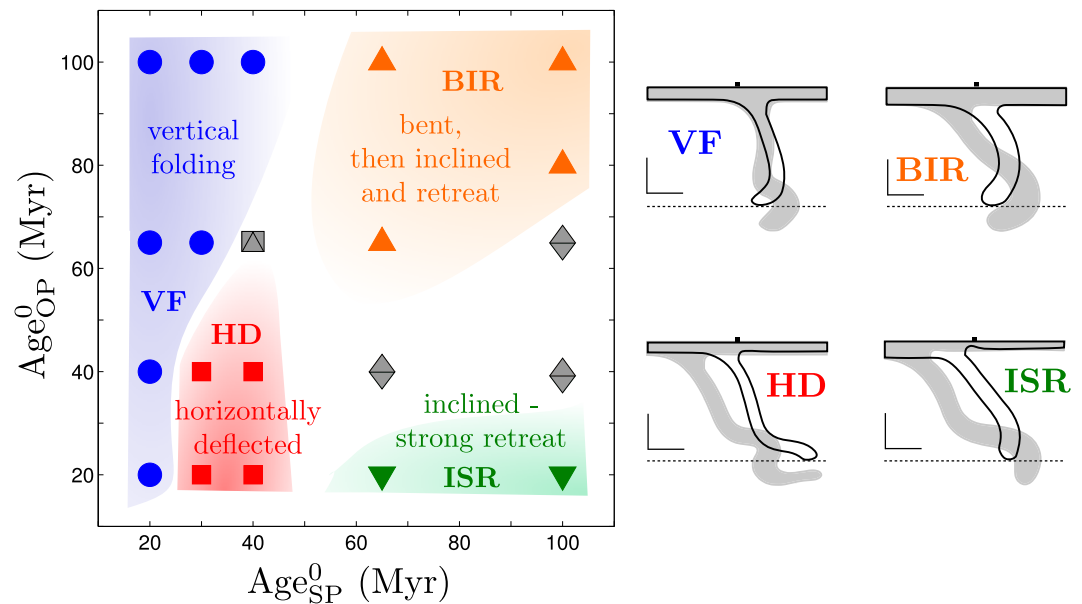 Age⁰OP (Myr)
100
80
60
40
20
20
40
60
80
100
Age⁰SP (Myr)
vertical
folding
VF
BIR
bent,
then inclined
and retreat
HD
horizontally
deflected
inclined -
strong retreat
ISR
VF
BIR
HD
ISR